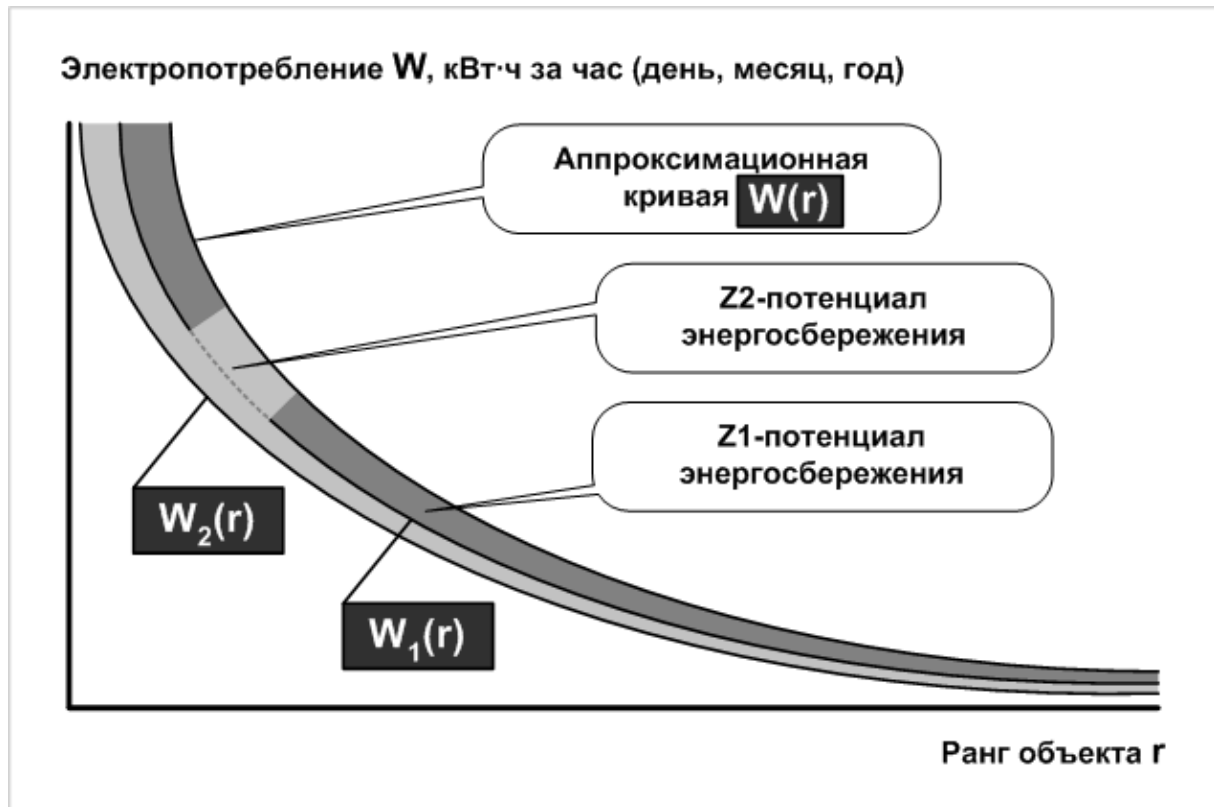 Электропотребление W, кВт·ч за час (день, месяц, год)
Аппроксимационная
кривая W(r)
Z2-потенциал
энергосбережения
Z1-потенциал
энергосбережения
W₂(r)
W₁(r)
Ранг объекта r